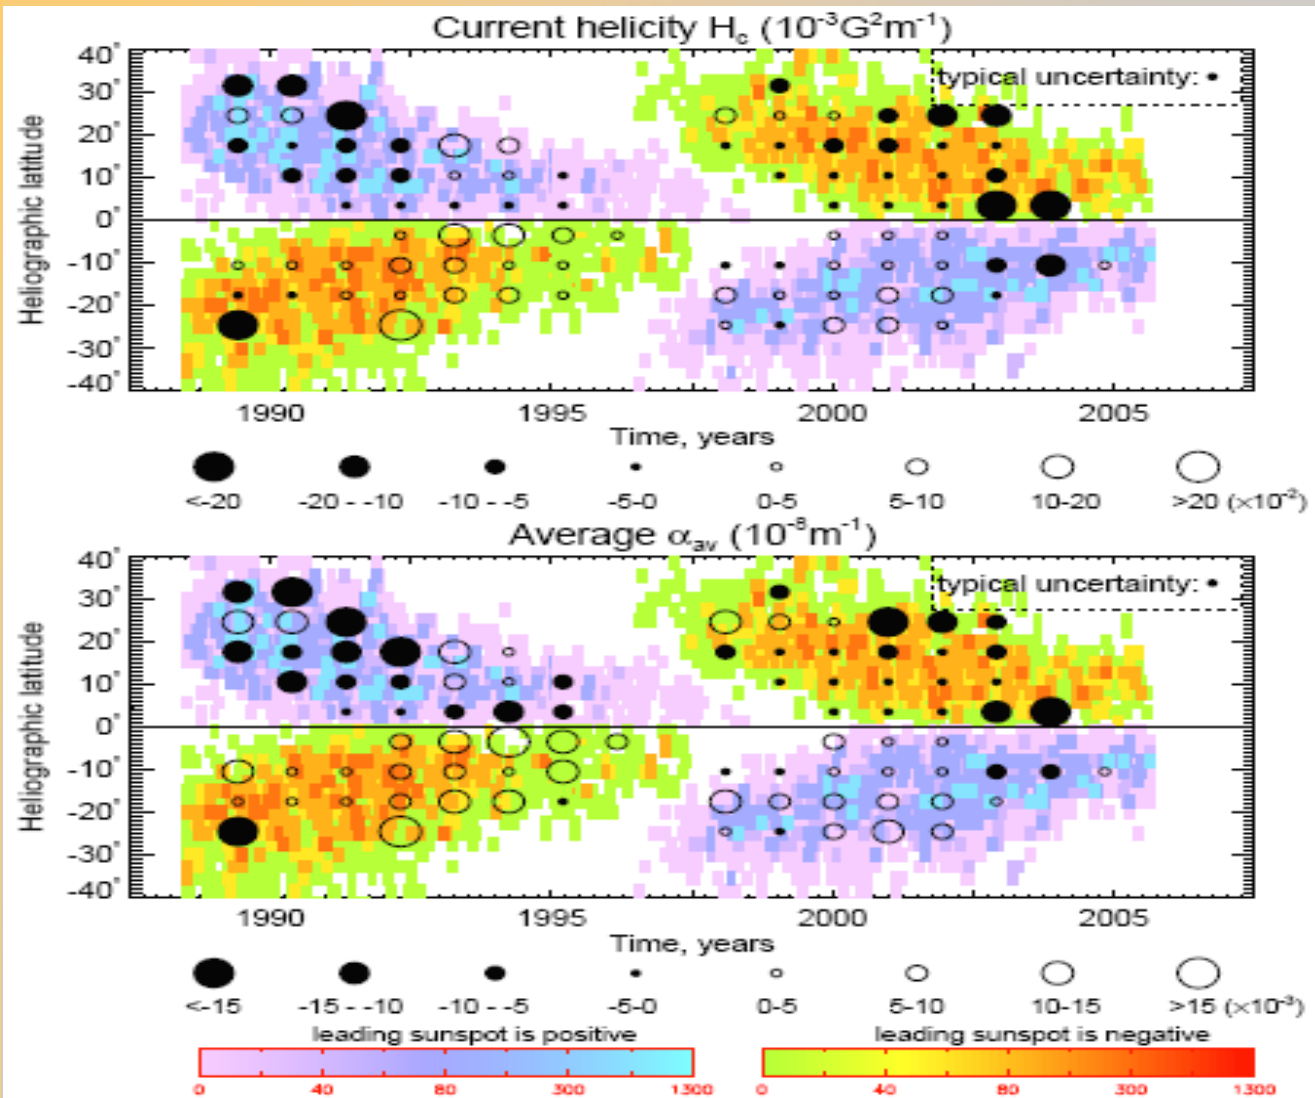 Current helicity H_c (10⁻³G²m⁻¹)
typical uncertainty:
40°
30°
20°
10°
0°
-10°
-20°
-30°
-40°
Heliographic latitude
1990 1995 2000 2005
Time, years
<-20 -20 - -10 -10 - -5 -5-0 0-5 5-10 10-20 >20 (×10⁻²)
Average α_av (10⁻⁸m⁻¹)
typical uncertainty:
40°
30°
20°
10°
0°
-10°
-20°
-30°
-40°
Heliographic latitude
1990 1995 2000 2005
Time, years
<-15 -15 - -10 -10 - -5 -5-0 0-5 5-10 10-15 >15 (×10⁻³)
leading sunspot is positive leading sunspot is negative
0 40 80 300 1300 0 40 80 300 1300